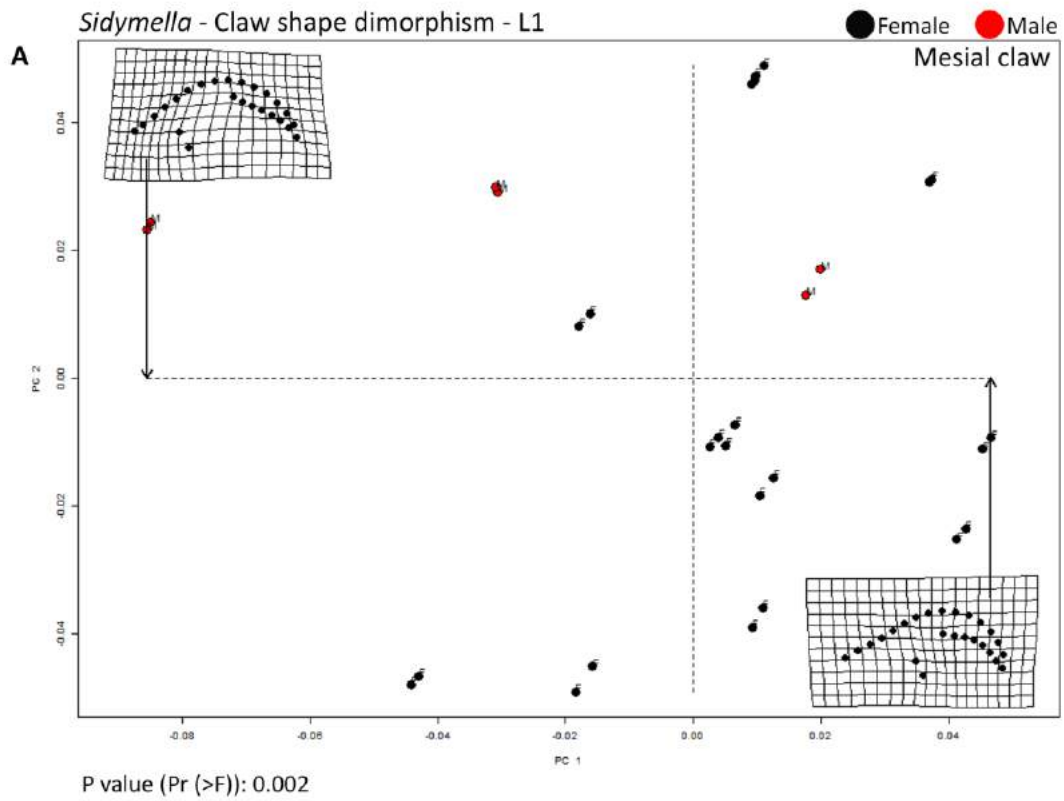 Sidymella - Claw shape dimorphism - L1
Female Male
A
Mesial claw
0.04
0.02
0.00
-0.02
-0.04
PC 2
-0.08 -0.06 -0.04 -0.02 0.00 0.02 0.04
PC 1
P value (Pr (>F)): 0.002
M
M
M
M